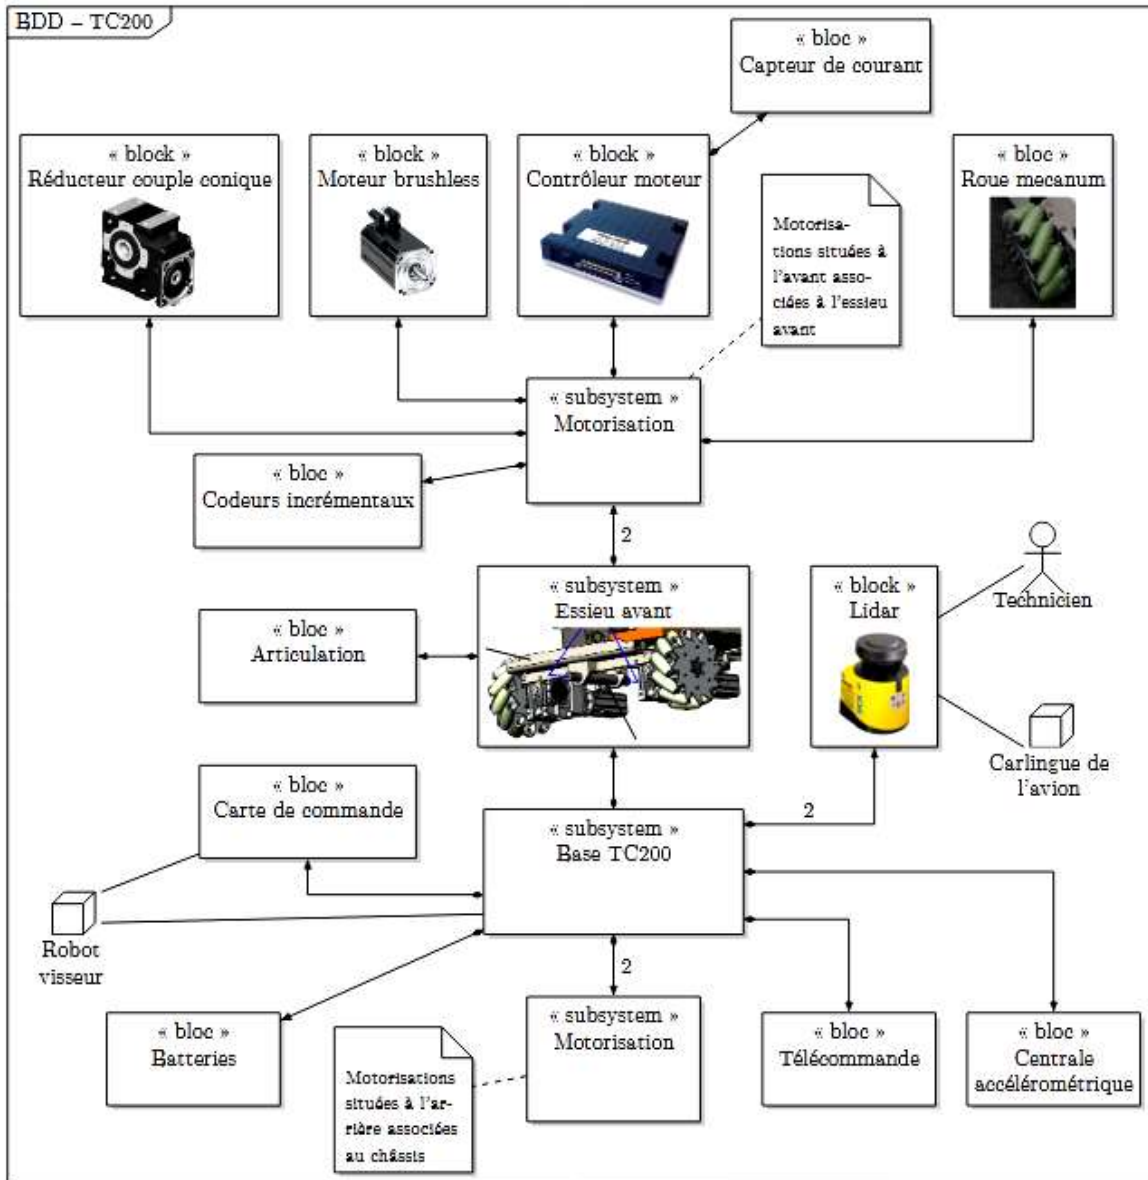 BDD – TC200
« bloc »
Capteur de courant
« block »
Réducteur couple conique
« block »
Moteur brushless
« block »
Contrôleur moteur
« bloc »
Roue mecanum
Motorisa-
tions situées à
l'avant asso-
ciées à l'essieu
avant
« subsystem »
Motorisation
« bloc »
Codeurs incrémentaux
2
« subsystem »
Essieu avant
« block »
Lidar
Technicien
« bloc »
Articulation
Carlingue de
l'avion
« bloc »
Carte de commande
2
« subsystem »
Base TC200
Robot
visseur
2
« bloc »
Batteries
Motorisations
situées à l'ar-
rière associées
au châssis
« subsystem »
Motorisation
« bloc »
Télécommande
« bloc »
Centrale
accélérométrique